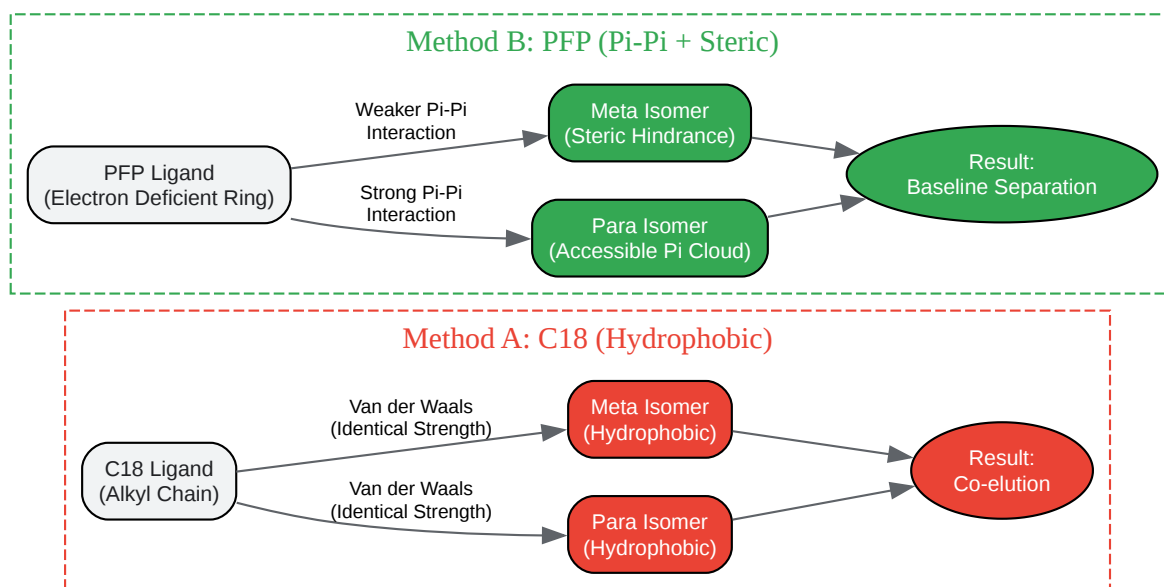 Method B: PFP (Pi-Pi + Steric)
PFP Ligand
(Electron Deficient Ring)
Weaker Pi-Pi
Interaction
Strong Pi-Pi
Interaction
Meta Isomer
(Steric Hindrance)
Para Isomer
(Accessible Pi Cloud)
Result:
Baseline Separation
Method A: C18 (Hydrophobic)
C18 Ligand
(Alkyl Chain)
Van der Waals
(Identical Strength)
Van der Waals
(Identical Strength)
Meta Isomer
(Hydrophobic)
Para Isomer
(Hydrophobic)
Result:
Co-elution